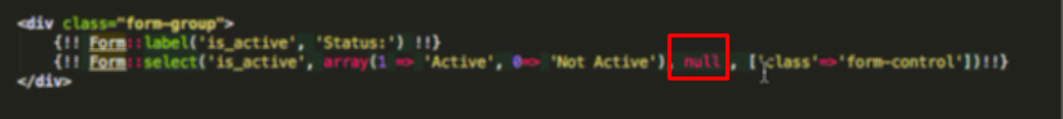 <div class="form-group">
{!! Form::label('is_active', 'Status:') !!}
{!! Form::select('is_active', array(1 => 'Active', 0=> 'Not Active'), null , ['class'=>'form-control'])!!}
</div>